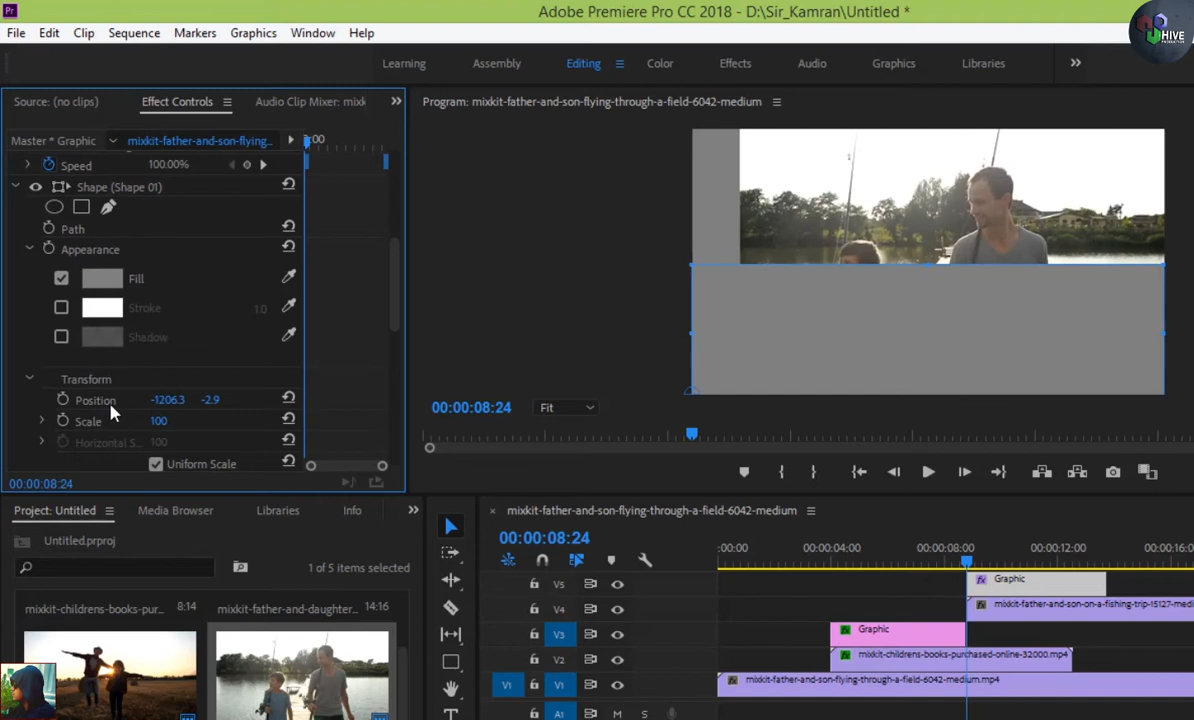 Pr Adobe Premiere Pro CC 2018 - D:\Sir_Kamran\Untitled *
HIVE
File Edit Clip Sequence Markers Graphics Window Help
Learning Assembly Editing Color Effects Audio Graphics Libraries
Source: (no clips) Effect Controls Audio Clip Mixer: mixk
Program: mixkit-father-and-son-flying-through-a-field-6042-medium
Master * Graphic mixkit-father-and-son-flying-... :00
Speed 100.00%
Shape (Shape 01)
Path
Appearance
Fill
Stroke 1.0
Shadow
Transform
Position -1206.3 -2.9
Scale 100
Horizontal S... 100
Uniform Scale
00:00:08:24
00:00:08:24 Fit
Project: Untitled Media Browser Libraries Info
Untitled.prproj
1 of 5 items selected
mixkit-childrens-books-pur... 8:14 mixkit-father-and-daughter... 14:16
mixkit-father-and-son-flying-through-a-field-6042-medium
00:00:08:24
:00:00 00:00:04:00 00:00:08:00 00:00:12:00 00:00:16:0
V5 Graphic
V4 mixkit-father-and-son-on-a-fishing-trip-15127-medi
V3 Graphic
V2 mixkit-childrens-books-purchased-online-32000.mp4
V1 V1 mixkit-father-and-son-flying-through-a-field-6042-medium.mp4
A1 M S